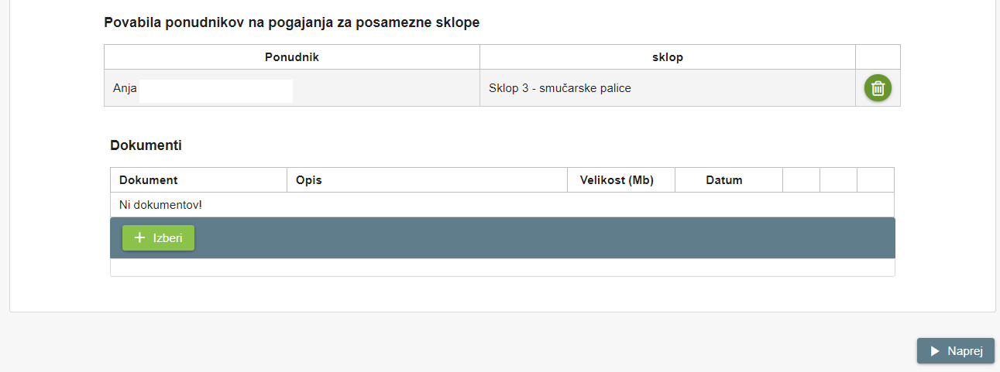 Povabila ponudnikov na pogajanja za posamezne sklope
Ponudnik sklop
Anja Sklop 3 - smučarske palice
Dokumenti
Dokument Opis Velikost (Mb) Datum
Ni dokumentov!
Izberi
Naprej